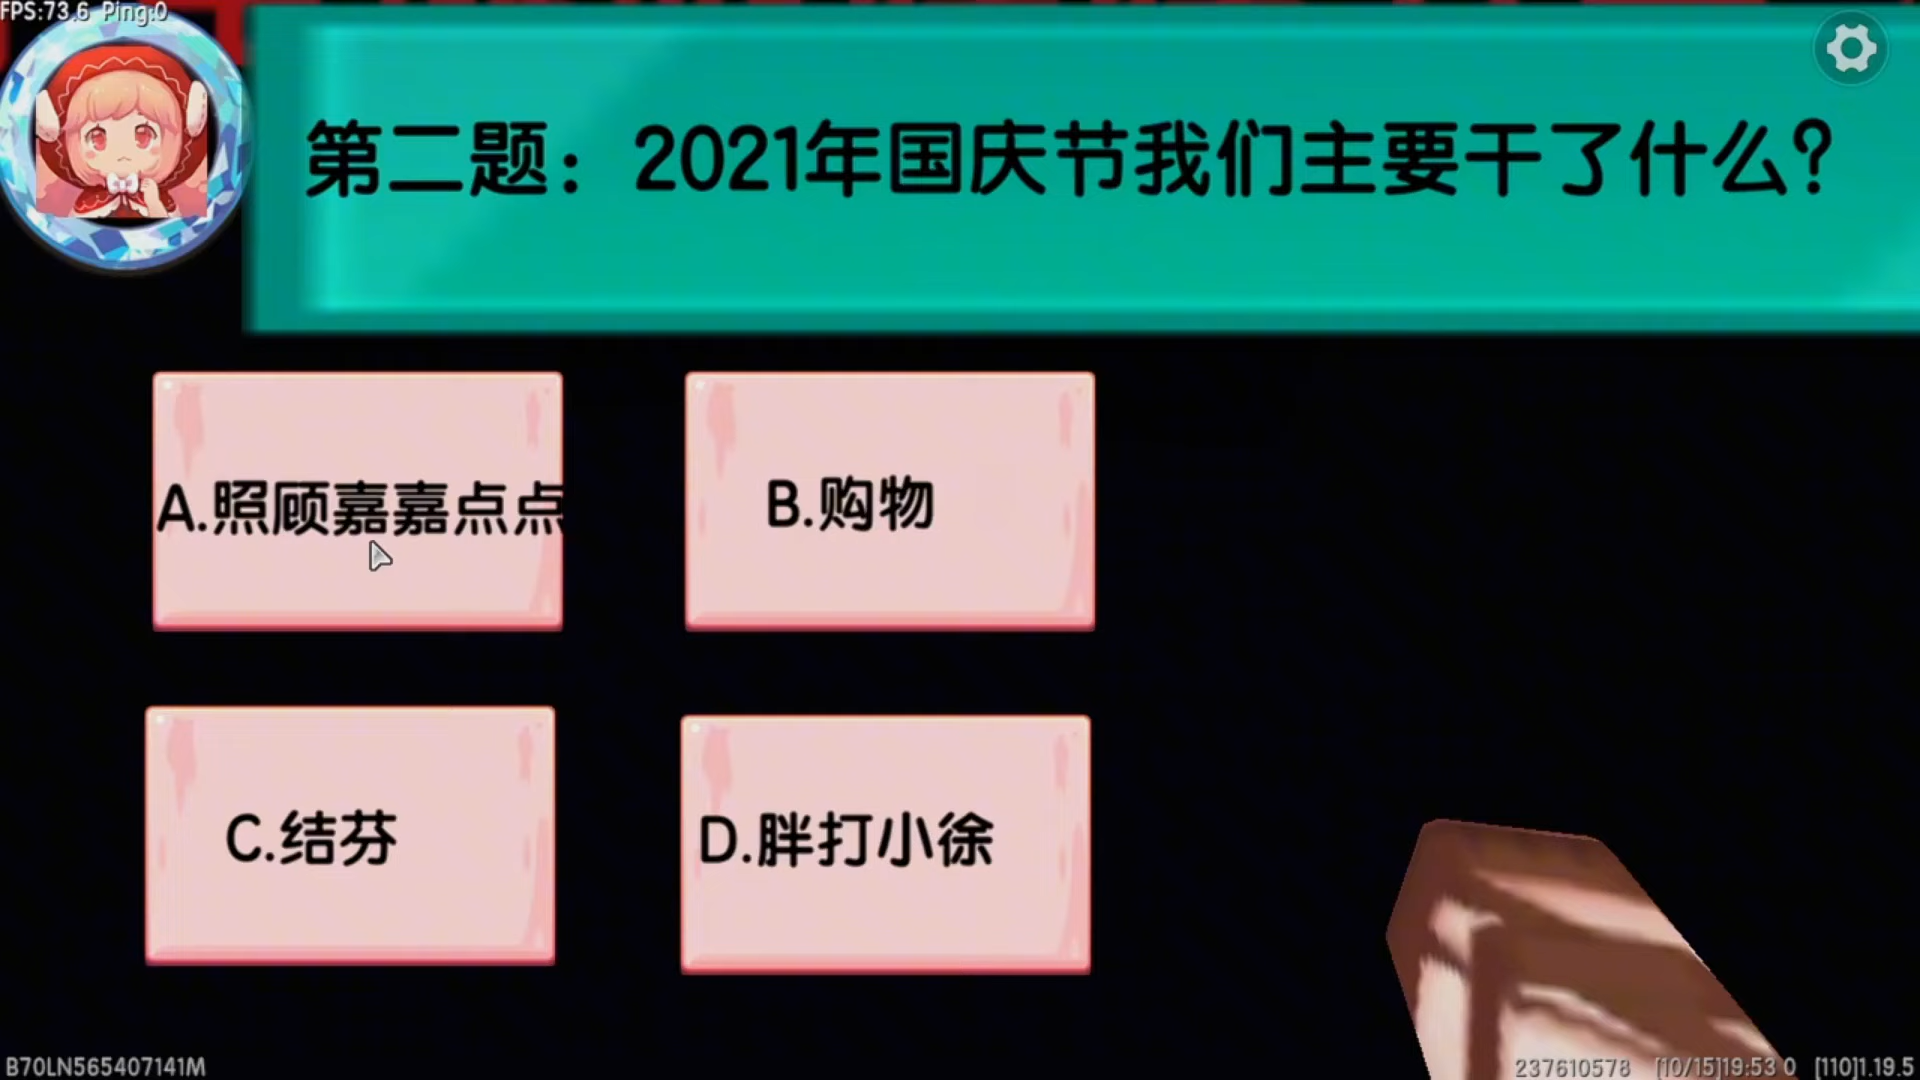 FPS:73.6 Ping:0
第二题：2021年国庆节我们主要干了什么？
A.照顾嘉嘉点点
B.购物
C.结芬
D.胖打小徐
B70LN565407141M
237610578 [10/15]19:53 0 [110]1.19.5